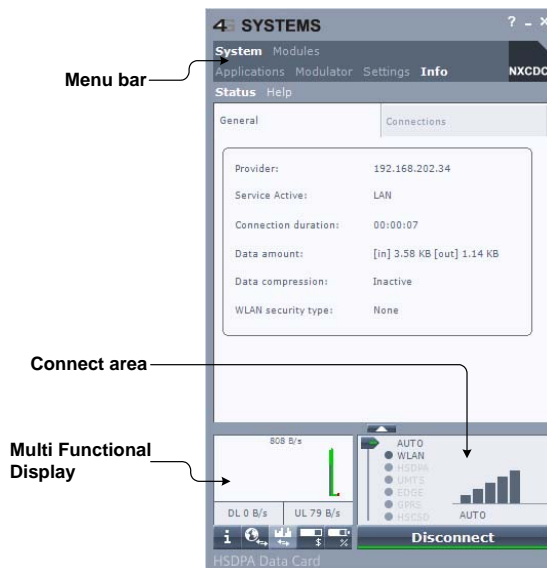 4G SYSTEMS ? - ×
System Modules
Menu bar
Applications Modulator Settings Info NXCDC
Status Help
General Connections
Provider: 192.168.202.34
Service Active: LAN
Connection duration: 00:00:07
Data amount: [in] 3.58 KB [out] 1.14 KB
Data compression: Inactive
WLAN security type: None
Connect area
808 B/s AUTO
WLAN
HSDPA
UMTS
EDGE
GPRS
HSCSD
Multi Functional
Display
AUTO
DL 0 B/s UL 79 B/s
i $ %
Disconnect
HSDPA Data Card